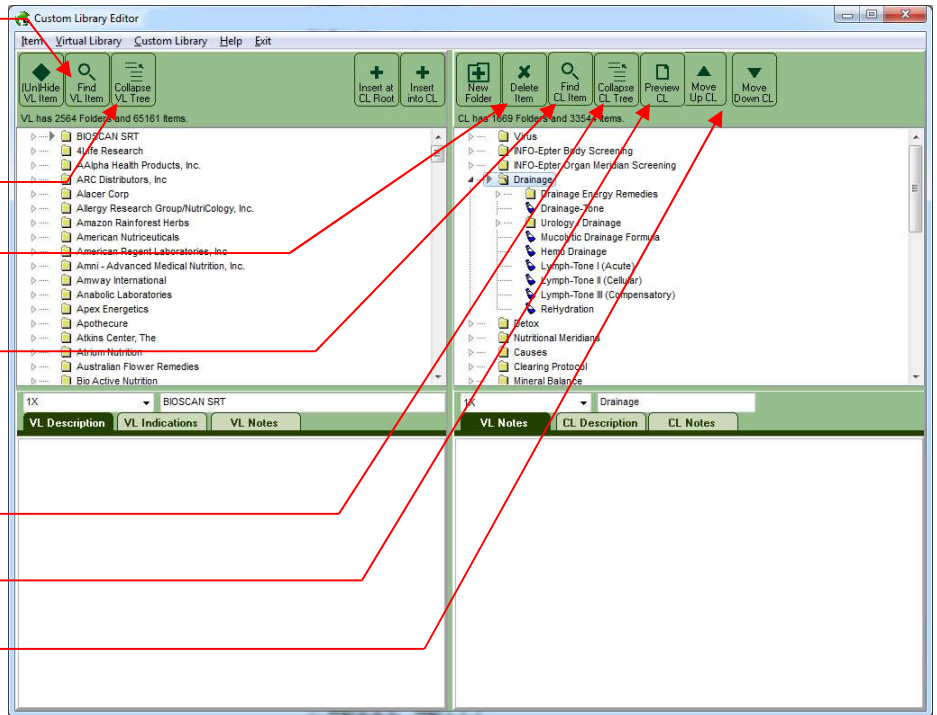 Custom Library Editor
Item Virtual Library Custom Library Help Exit
(Un)Hide VL Item
Find VL Item
Collapse VL Tree
Insert at CL Root
Insert into CL
VL has 2564 Folders and 65161 Items.
BIOSCAN SRT
4Life Research
AAlpha Health Products, Inc.
ARC Distributors, Inc
Alacer Corp
Allergy Research Group/NutriCology, Inc.
Amazon Rainforest Herbs
American Nutriceuticals
American Regent Laboratories, Inc
Amni - Advanced Medical Nutrition, Inc.
Amway International
Anabolic Laboratories
Apex Energetics
Apothecure
Atkins Center, The
Atrium Nutrition
Australian Flower Remedies
Bio Active Nutrition
1X BIOSCAN SRT
VL Description VL Indications VL Notes
New Folder
Delete Item
Find CL Item
Collapse CL Tree
Preview CL
Move Up CL
Move Down CL
CL has 1669 Folders and 33544 Items.
Virus
INFO-Epter Body Screening
INFO-Epter Organ Meridian Screening
Drainage
Drainage Energy Remedies
Drainage-Tone
Urology / Drainage
Mucolytic Drainage Formula
Hemo Drainage
Lymph-Tone I (Acute)
Lymph-Tone II (Cellular)
Lymph-Tone III (Compensatory)
ReHydration
Detox
Nutritional Meridians
Causes
Clearing Protocol
Mineral Balance
1X Drainage
VL Notes CL Description CL Notes